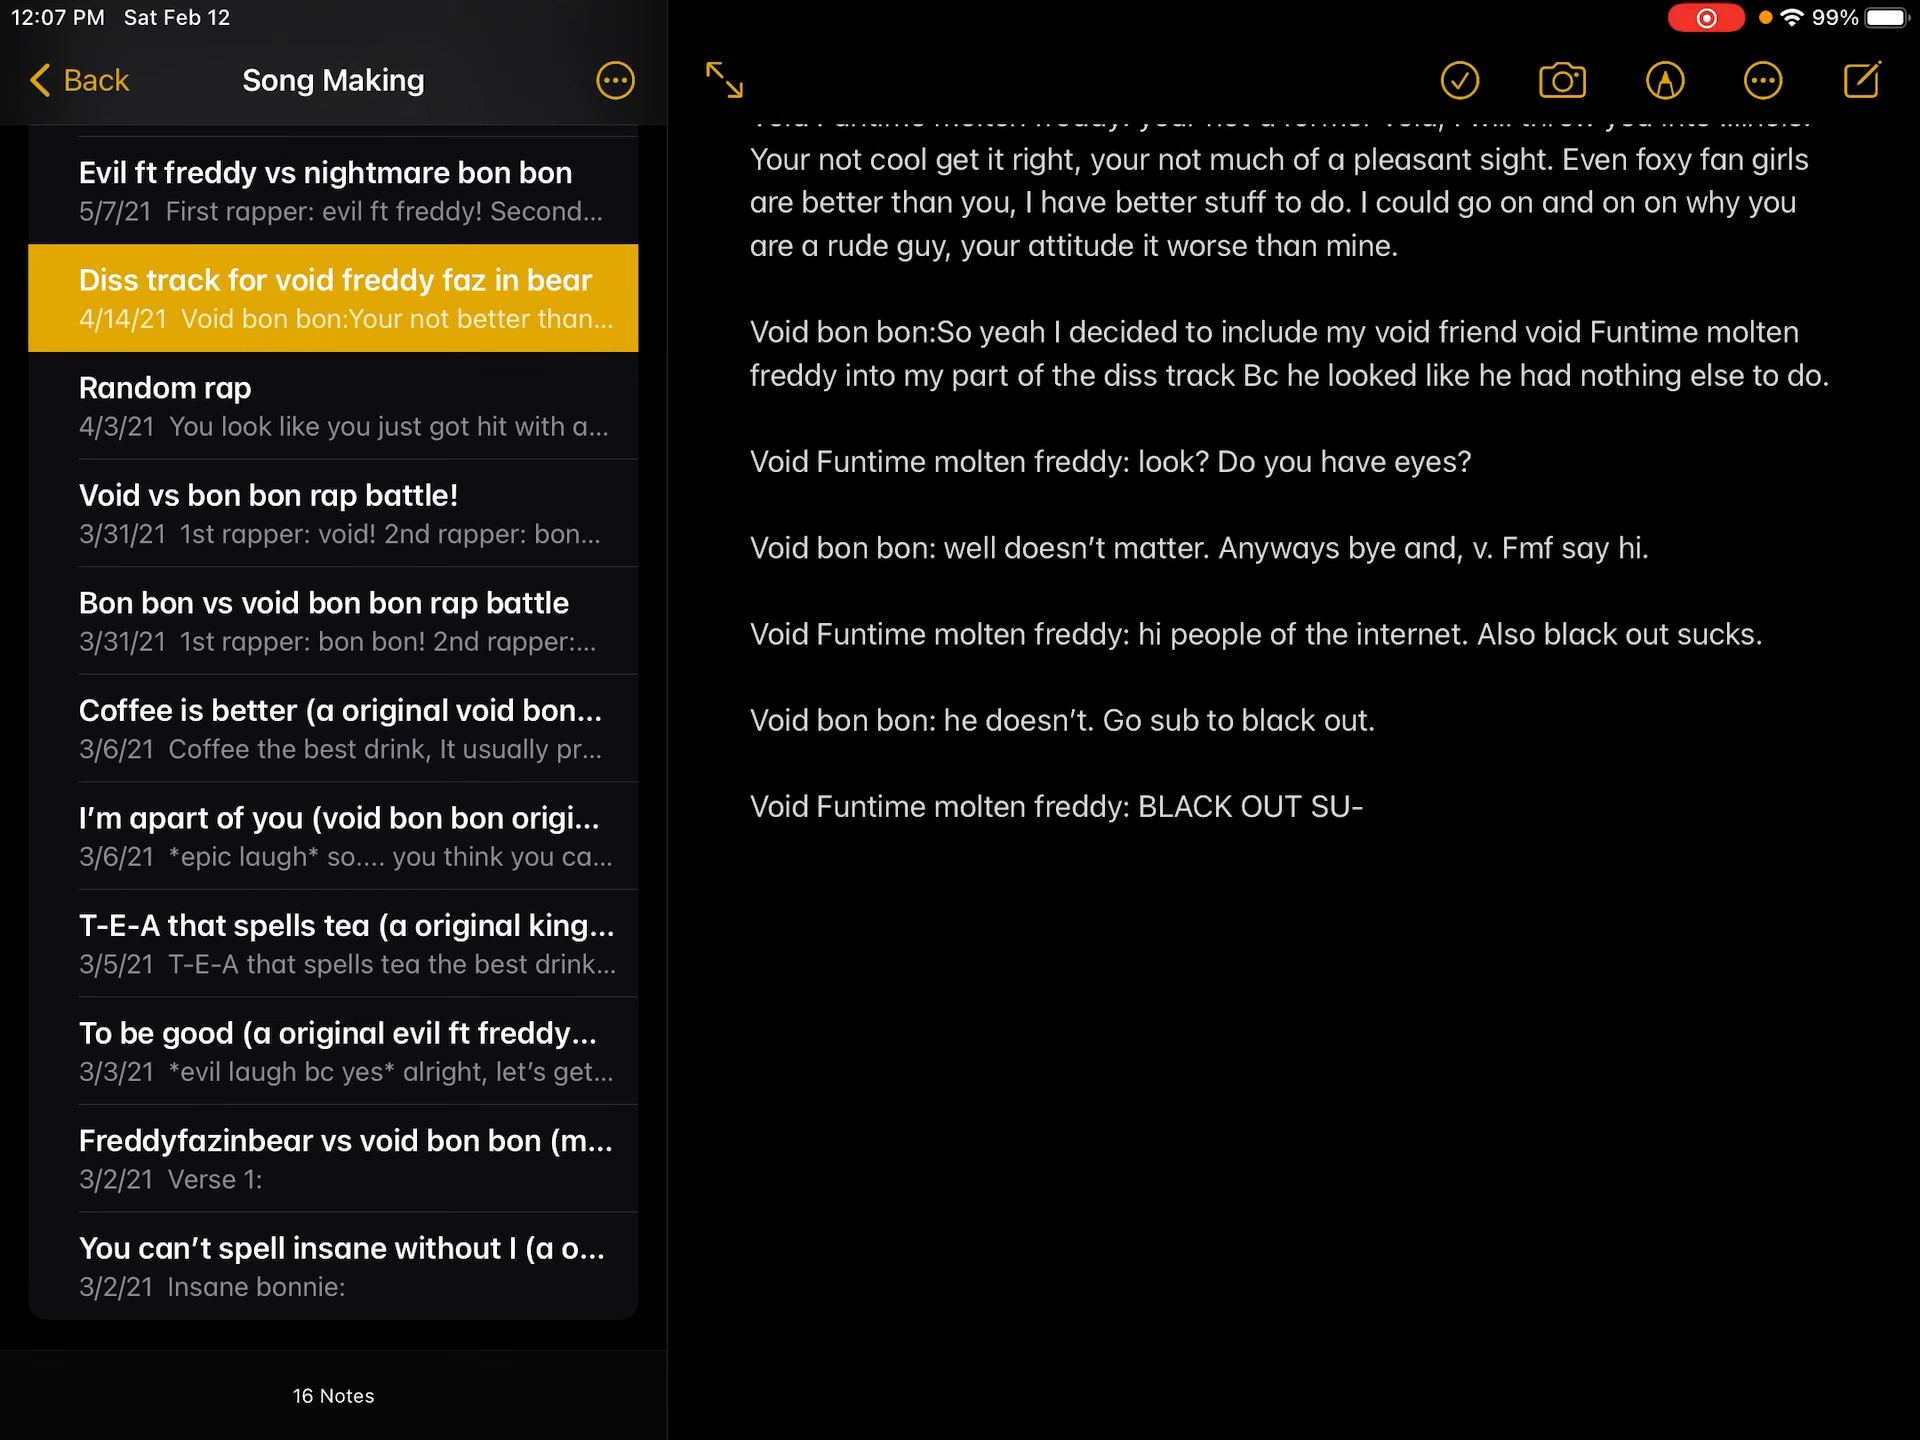 12:07 PM Sat Feb 12
99%
Back
Song Making
Evil ft freddy vs nightmare bon bon
5/7/21 First rapper: evil ft freddy! Second...
Diss track for void freddy faz in bear
4/14/21 Void bon bon:Your not better than...
Random rap
4/3/21 You look like you just got hit with a...
Void vs bon bon rap battle!
3/31/21 1st rapper: void! 2nd rapper: bon...
Bon bon vs void bon bon rap battle
3/31/21 1st rapper: bon bon! 2nd rapper:...
Coffee is better (a original void bon...
3/6/21 Coffee the best drink, It usually pr...
I’m apart of you (void bon bon origi...
3/6/21 *epic laugh* so.... you think you ca...
T-E-A that spells tea (a original king...
3/5/21 T-E-A that spells tea the best drink...
To be good (a original evil ft freddy...
3/3/21 *evil laugh bc yes* alright, let’s get...
Freddyfazinbear vs void bon bon (m...
3/2/21 Verse 1:
You can’t spell insane without I (a o...
3/2/21 Insane bonnie:
16 Notes
Void Funtime molten freddy: your not a former void, I will throw you into
Your not cool get it right, your not much of a pleasant sight. Even foxy fan girls
are better than you, I have better stuff to do. I could go on and on on why you
are a rude guy, your attitude it worse than mine.
Void bon bon:So yeah I decided to include my void friend void Funtime molten
freddy into my part of the diss track Bc he looked like he had nothing else to do.
Void Funtime molten freddy: look? Do you have eyes?
Void bon bon: well doesn’t matter. Anyways bye and, v. Fmf say hi.
Void Funtime molten freddy: hi people of the internet. Also black out sucks.
Void bon bon: he doesn’t. Go sub to black out.
Void Funtime molten freddy: BLACK OUT SU-